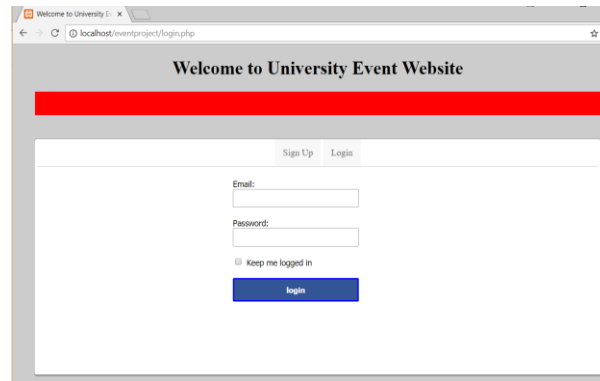 Welcome to University E
localhost/eventproject/login.php
Welcome to University Event Website
Sign Up Login
Email:
Password:
Keep me logged in
login